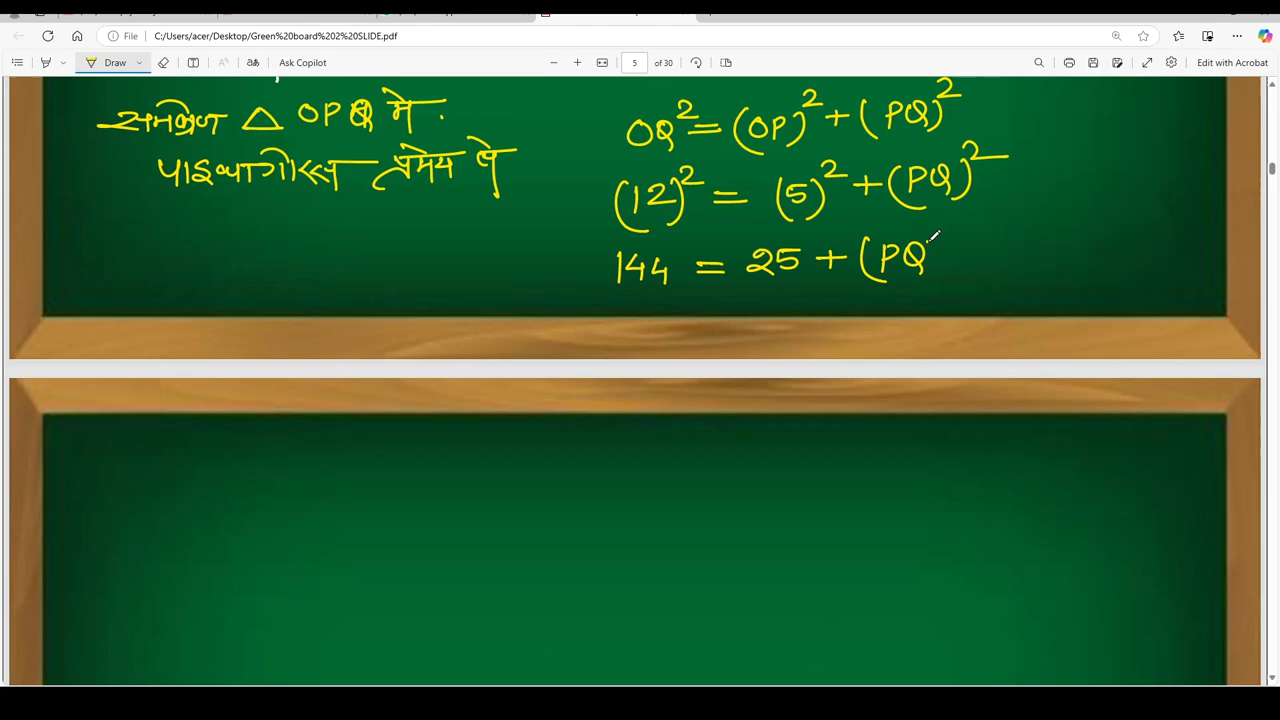 File C:/Users/acer/Desktop/Green%20board%202%20SLIDE.pdf
Draw Ask Copilot 5 of 30 Edit with Acrobat
समकोण △ OPQ में.
पाइथागोरस प्रमेय से
OQ² = (OP)² + (PQ)²
(12)² = (5)² + (PQ)²
144 = 25 + (PQ